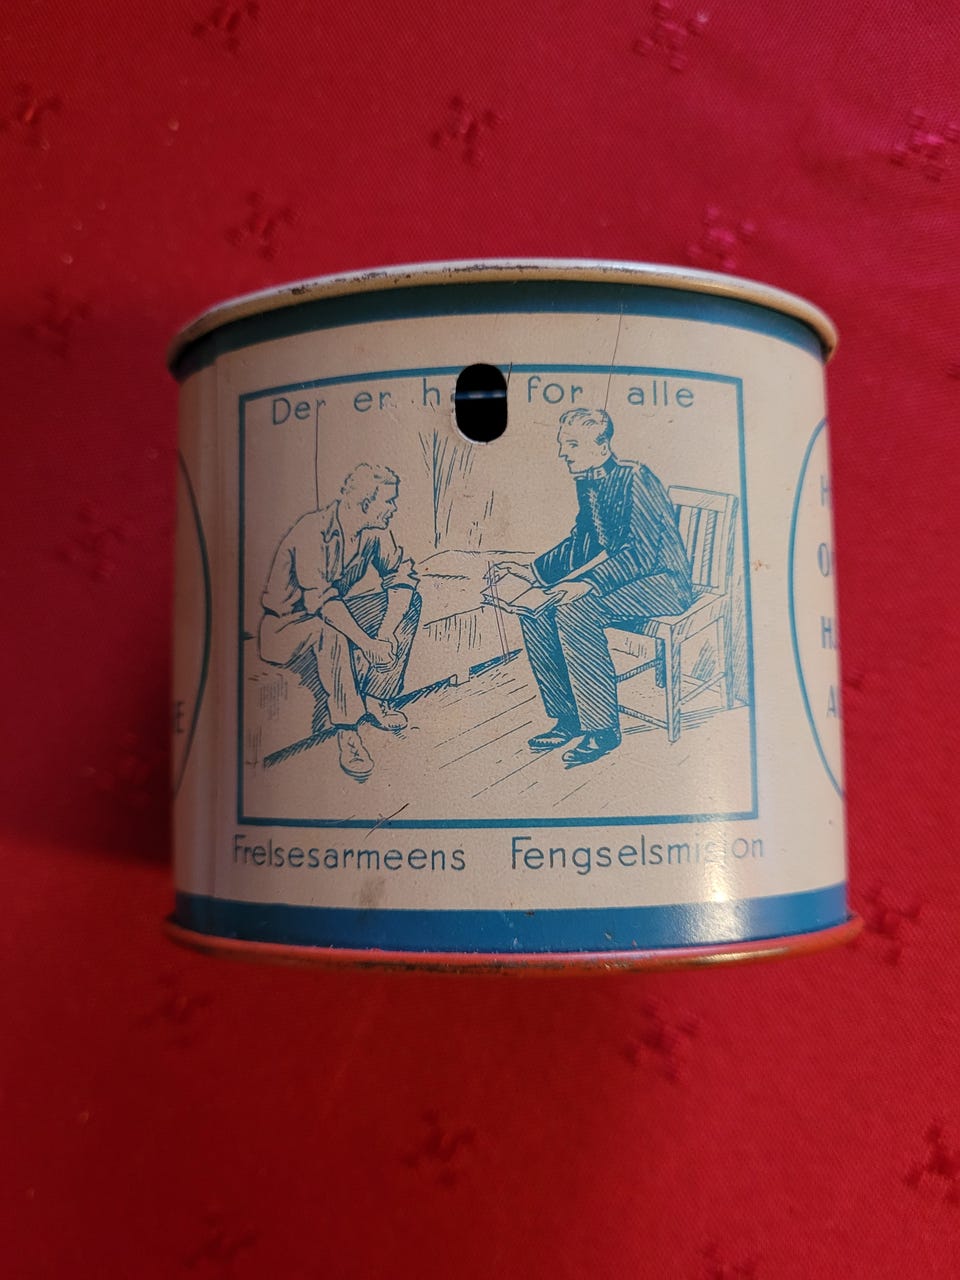 Der er for alle
Frelsesarmeens Fengselsmission